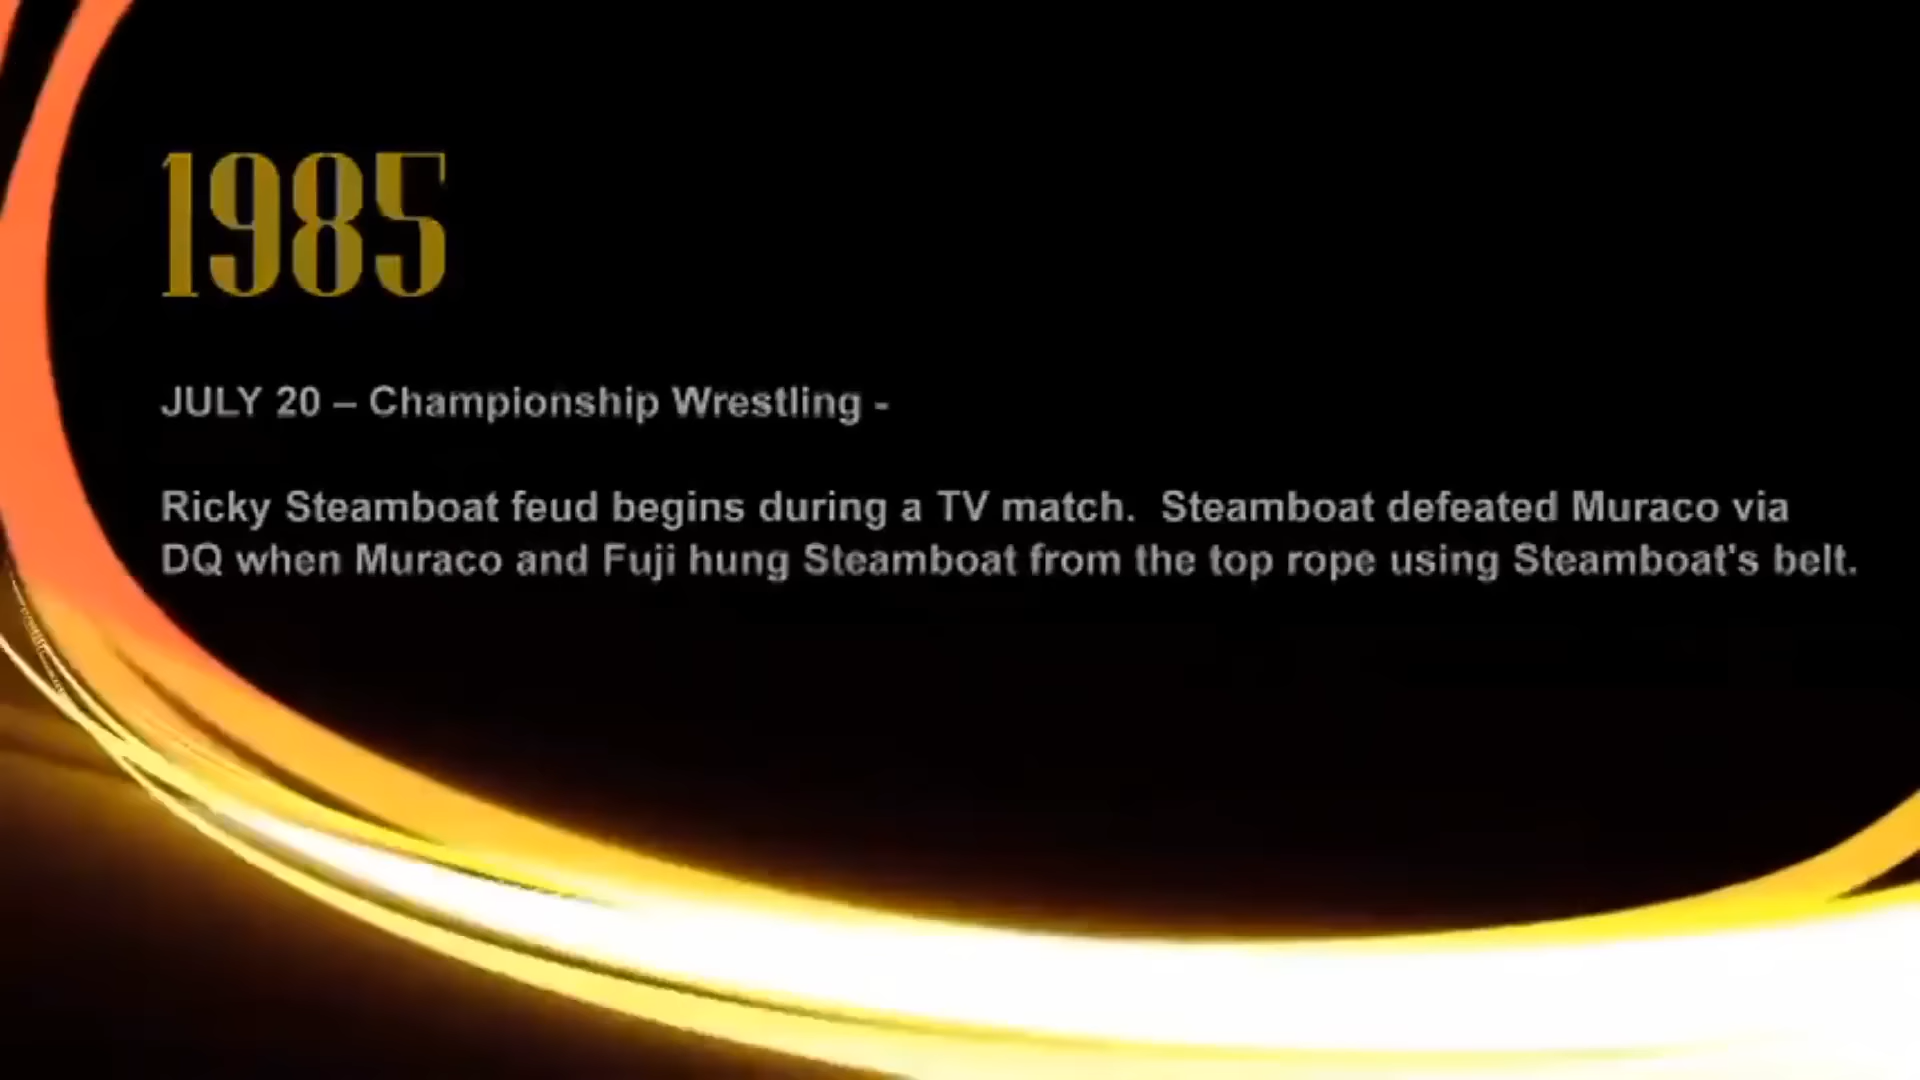 1985
JULY 20 – Championship Wrestling -
Ricky Steamboat feud begins during a TV match.  Steamboat defeated Muraco via
DQ when Muraco and Fuji hung Steamboat from the top rope using Steamboat's belt.